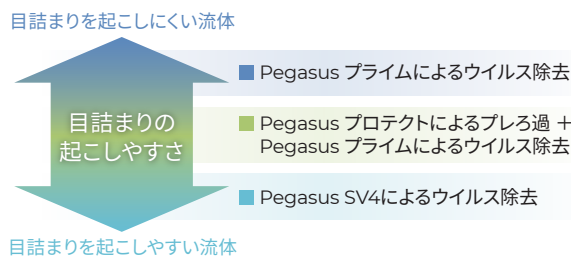 目詰まりを起こしにくい流体
Pegasus プライムによるウイルス除去
目詰まりの
起こしやすさ
Pegasus プロテクトによるプレろ過 ＋
Pegasus プライムによるウイルス除去
Pegasus SV4によるウイルス除去
目詰まりを起こしやすい流体